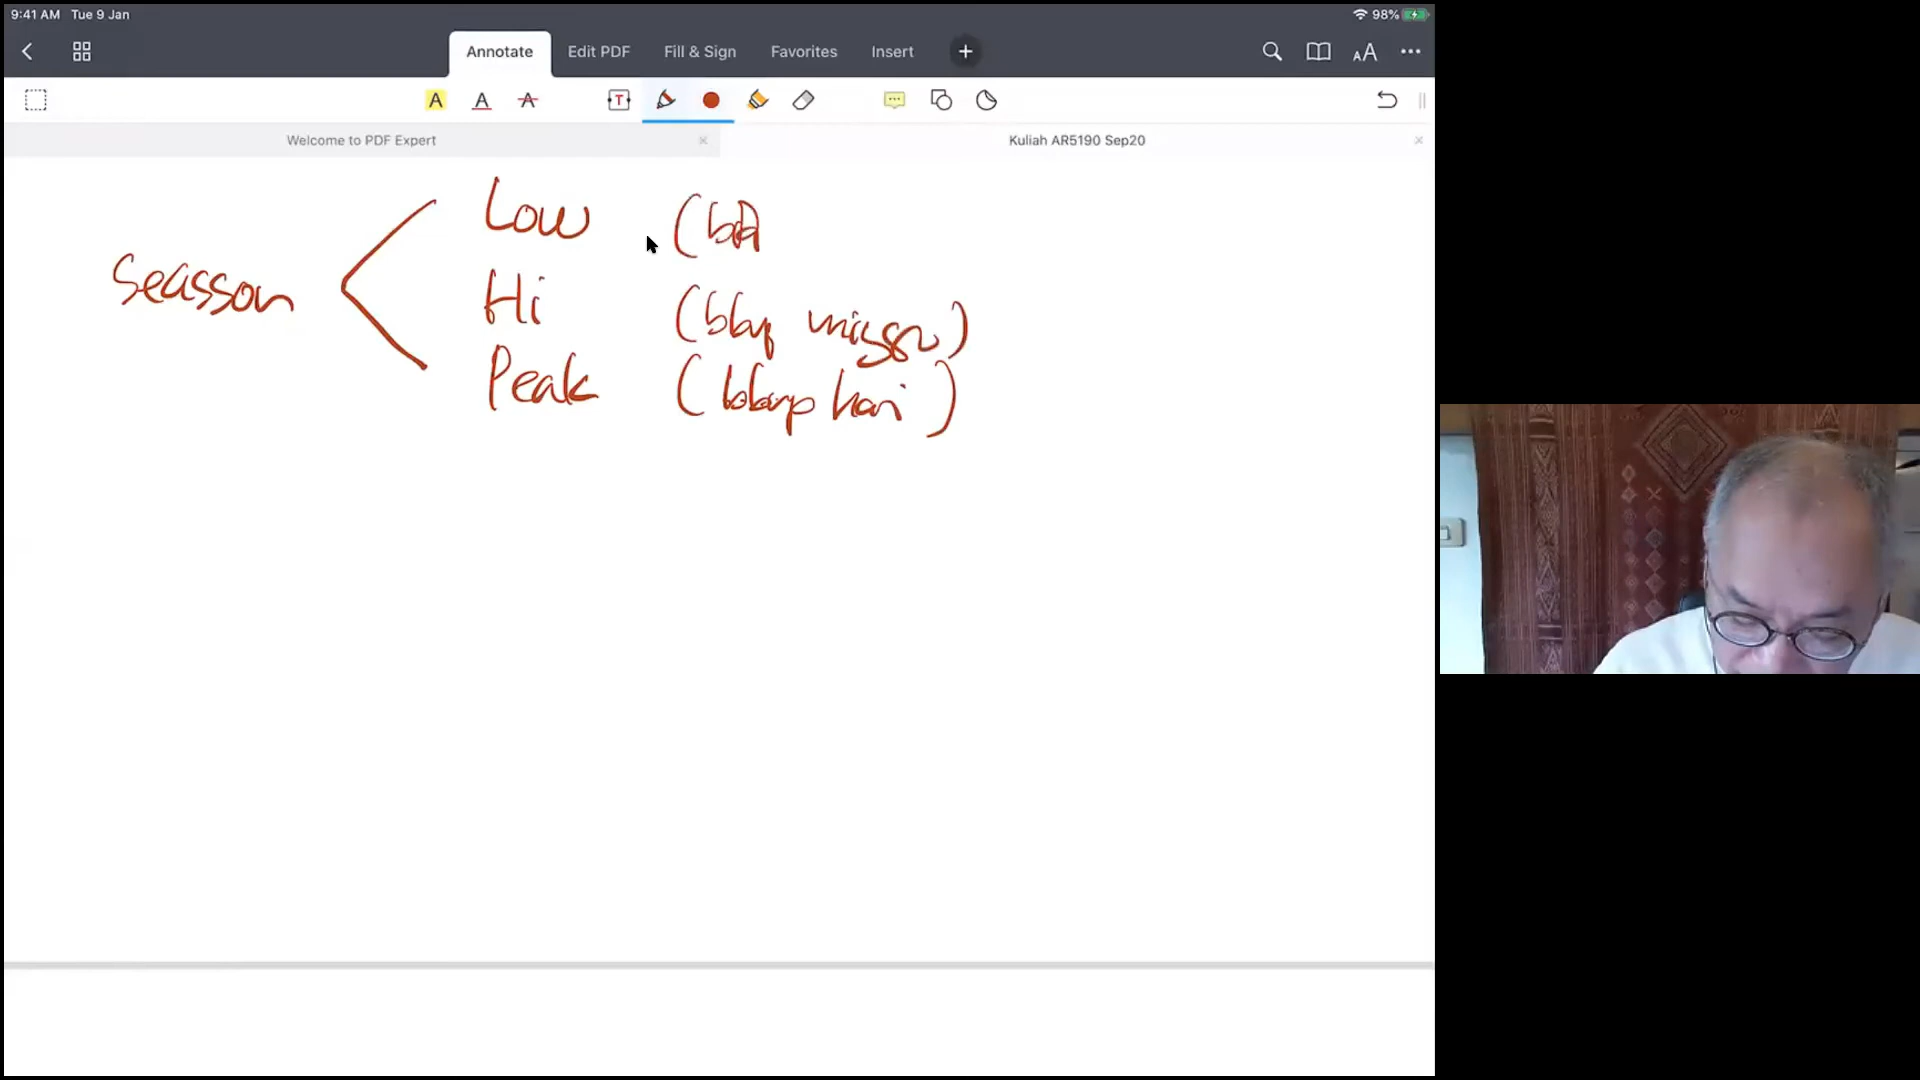 9:41 AM Tue 9 Jan 98%
Annotate Edit PDF Fill & Sign Favorites Insert
Welcome to PDF Expert Kuliah AR5190 Sep20
Low
Seasson
Hi
Peak hari )